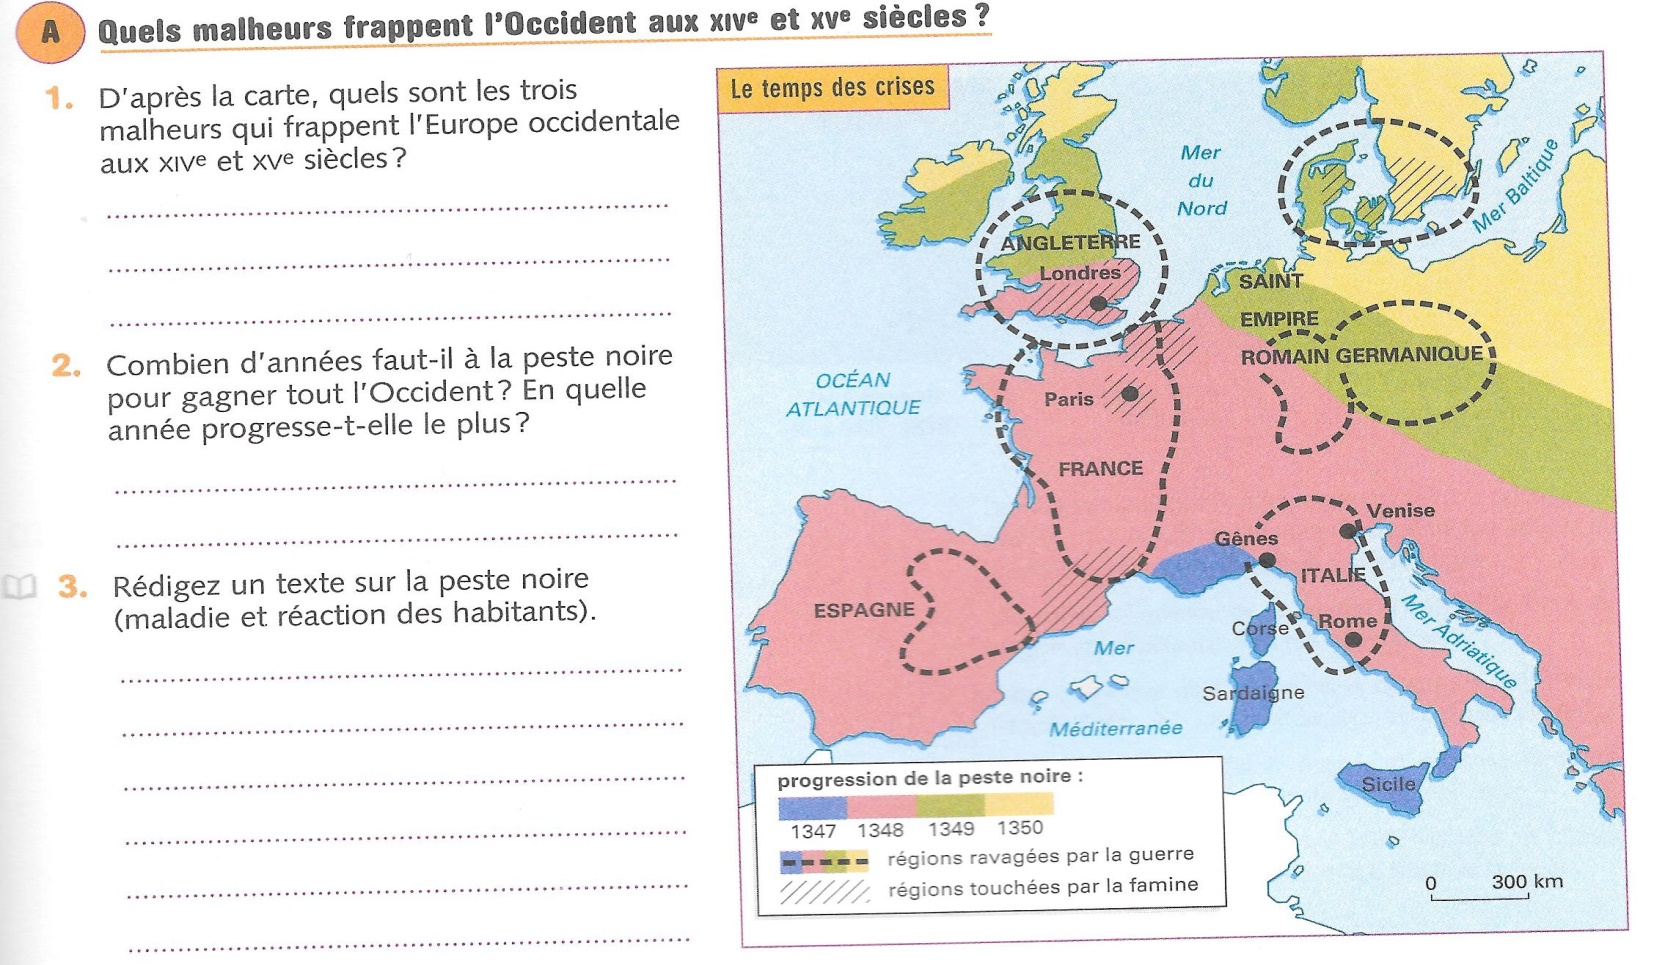 A Quels malheurs frappent l'Occident aux XIVe et XVe siècles ?
1. D'après la carte, quels sont les trois
malheurs qui frappent l'Europe occidentale
aux XIVe et XVe siècles ?
2. Combien d'années faut-il à la peste noire
pour gagner tout l'Occident ? En quelle
année progresse-t-elle le plus ?
3. Rédigez un texte sur la peste noire
(maladie et réaction des habitants).
Le temps des crises
Mer
du
Nord
Mer Baltique
ANGLETERRE
Londres
SAINT
EMPIRE
ROMAIN GERMANIQUE
OCÉAN
ATLANTIQUE
Paris
FRANCE
Venise
Gênes
ITALIE
ESPAGNE
Corse
Rome
Mer Adriatique
Mer
Sardaigne
Méditerranée
Sicile
progression de la peste noire :
1347 1348 1349 1350
régions ravagées par la guerre
régions touchées par la famine
0 300 km